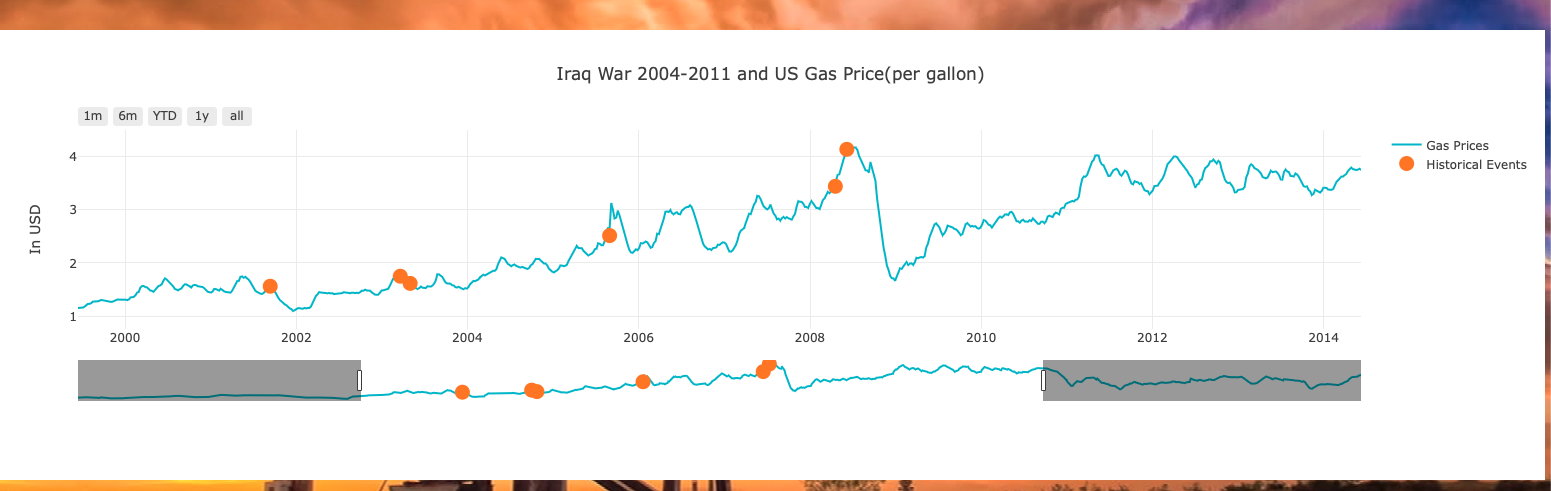 Iraq War 2004-2011 and US Gas Price(per gallon)
1m 6m YTD 1y all
Gas Prices
Historical Events
In USD
4
3
2
1
2000 2002 2004 2006 2008 2010 2012 2014